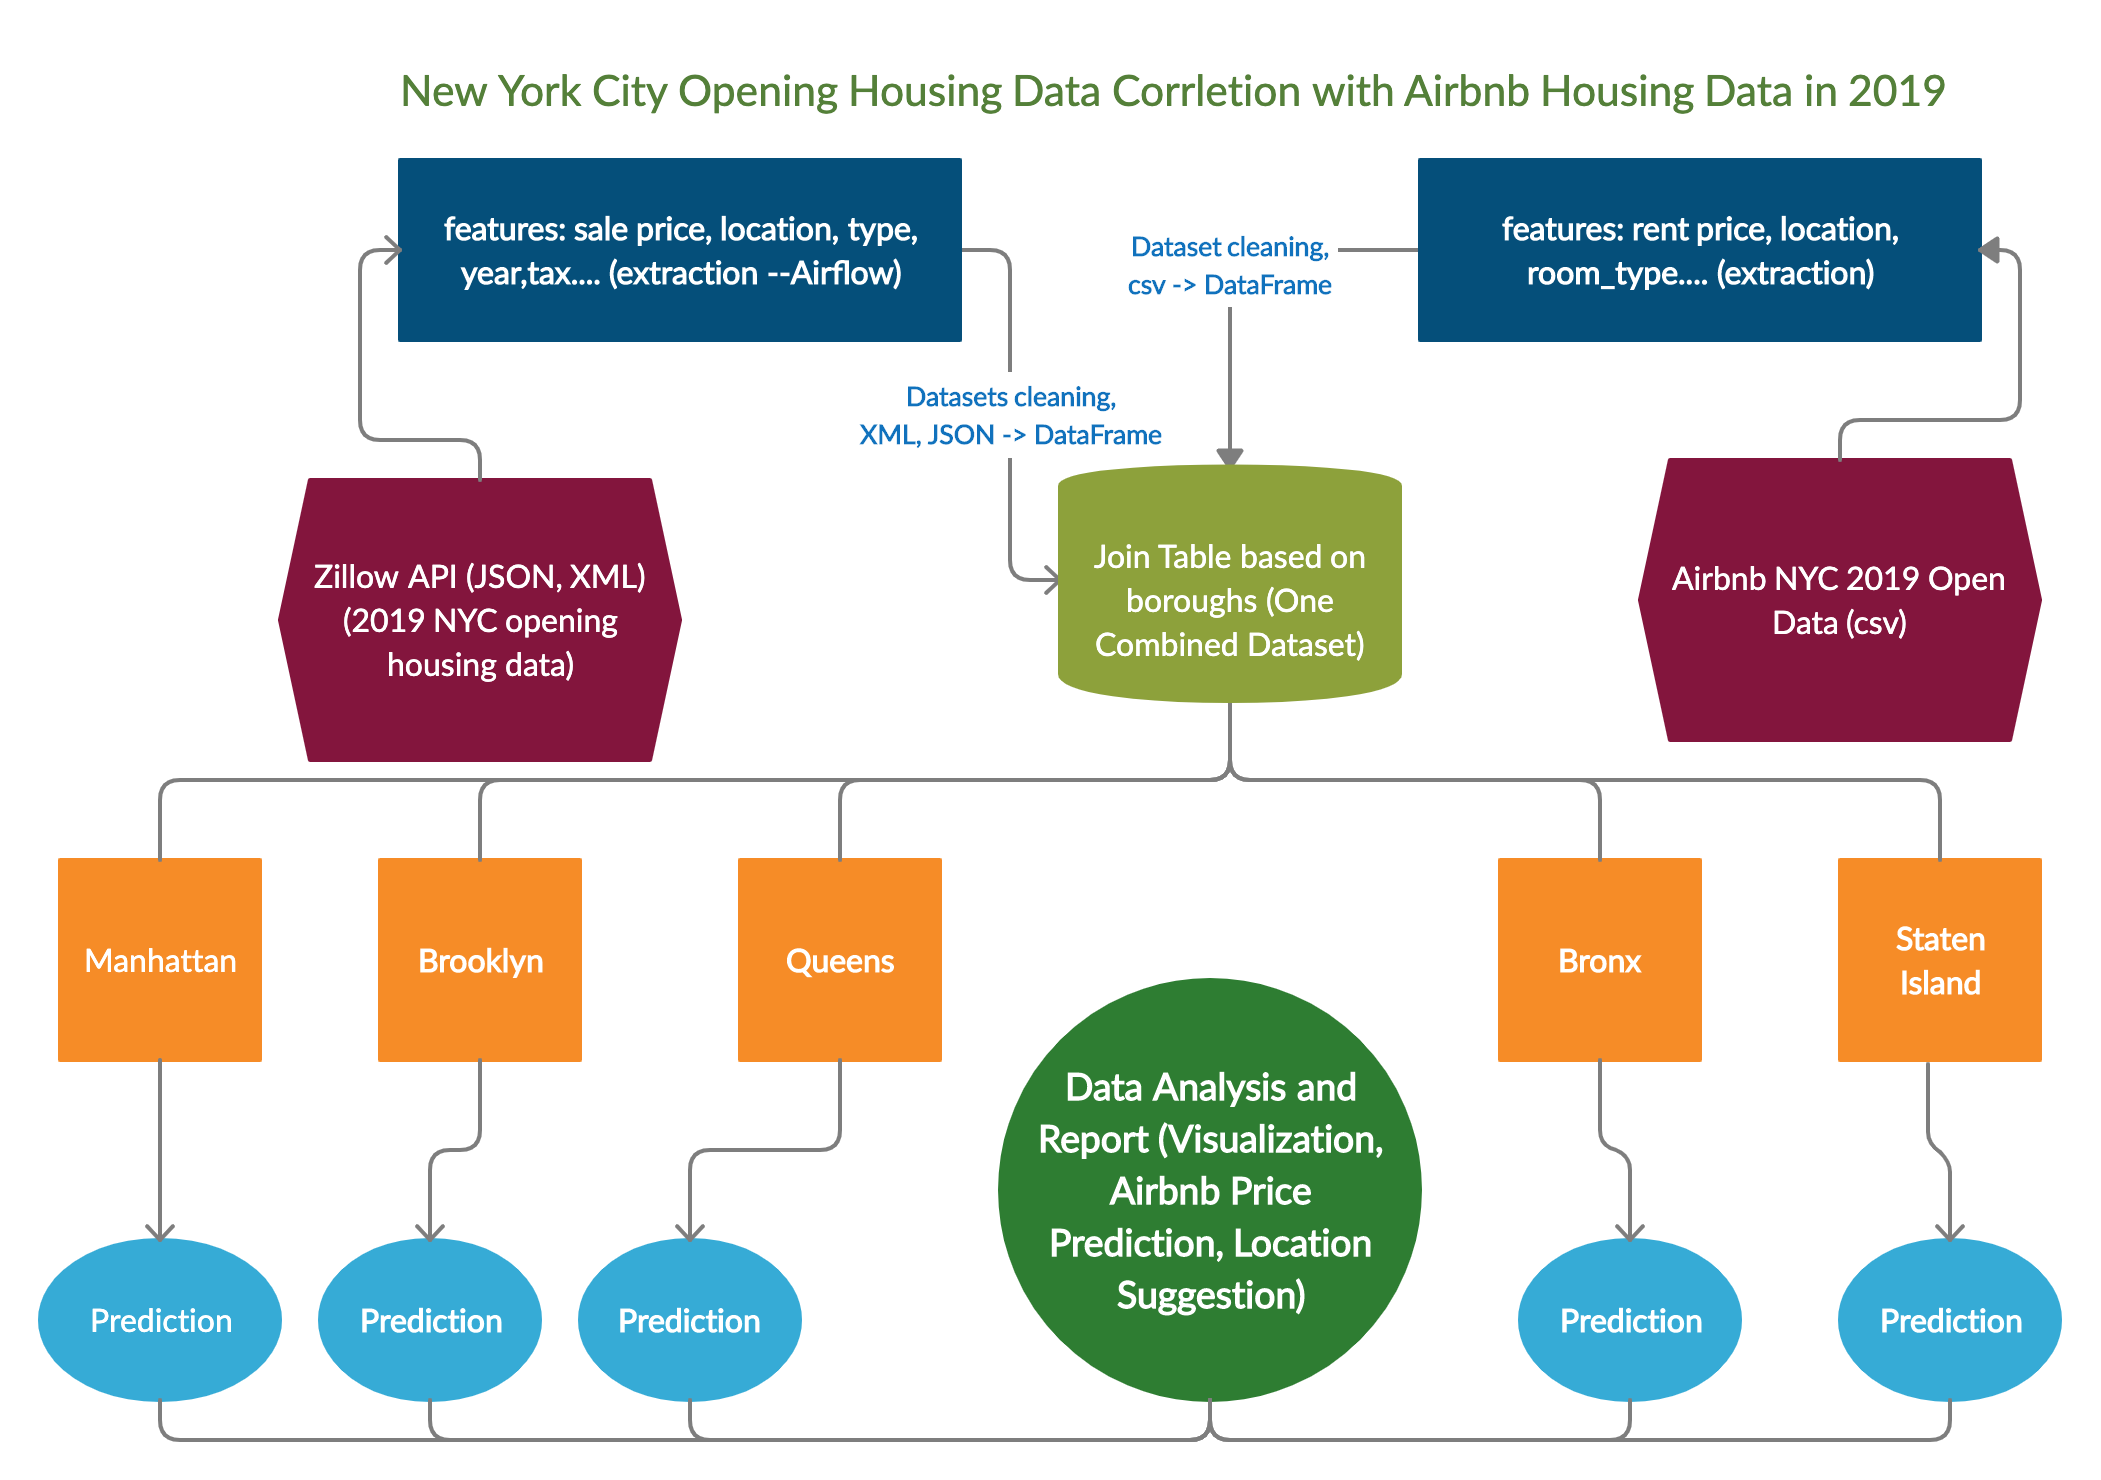 New York City Opening Housing Data Corrletion with Airbnb Housing Data in 2019
features: sale price, location, type,
year,tax.... (extraction --Airflow)
Dataset cleaning,
csv -> DataFrame
features: rent price, location,
room_type.... (extraction)
Datasets cleaning,
XML, JSON -> DataFrame
Zillow API (JSON, XML)
(2019 NYC opening
housing data)
Join Table based on
boroughs (One
Combined Dataset)
Airbnb NYC 2019 Open
Data (csv)
Manhattan
Brooklyn
Queens
Bronx
Staten
Island
Data Analysis and
Report (Visualization,
Airbnb Price
Prediction, Location
Suggestion)
Prediction
Prediction
Prediction
Prediction
Prediction